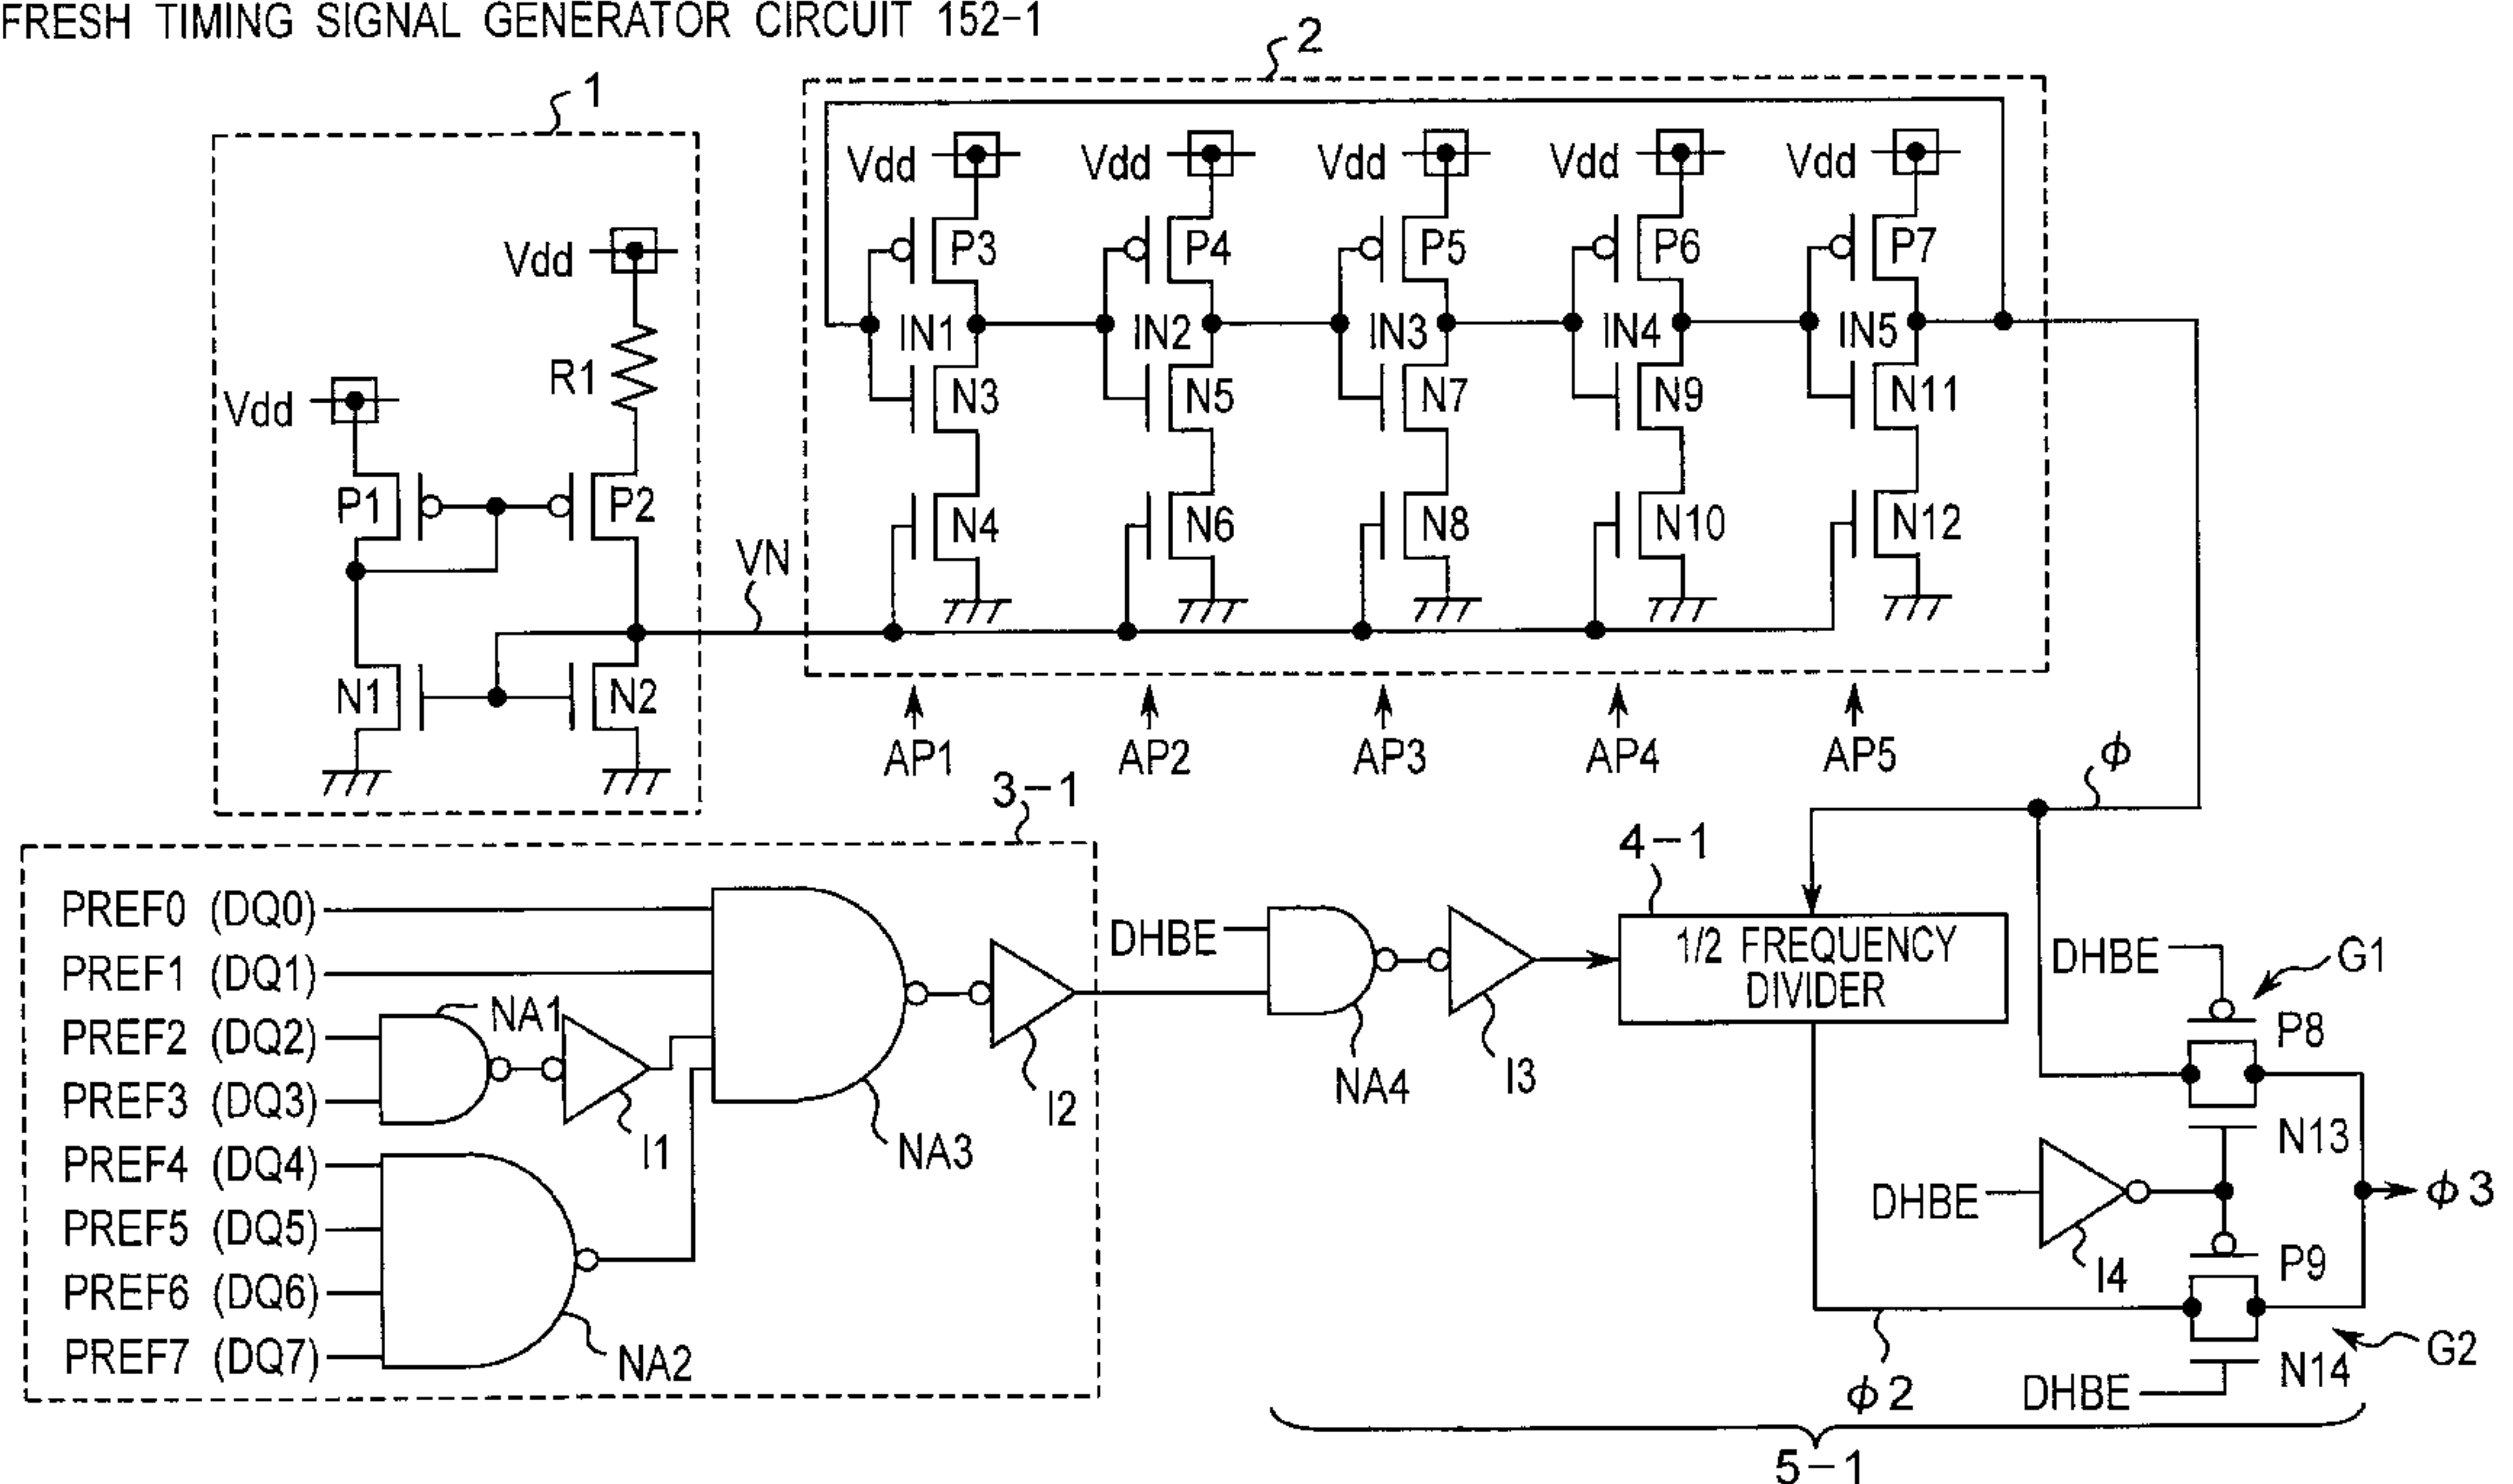 FRESH TIMING SIGNAL GENERATOR CIRCUIT 152-1
1
2
Vdd
R1
Vdd
P1
P2
N1
N2
VN
Vdd
Vdd
Vdd
Vdd
Vdd
P3
P4
P5
P6
P7
IN1
IN2
IN3
IN4
IN5
N3
N5
N7
N9
N11
N4
N6
N8
N10
N12
AP1
AP2
AP3
AP4
AP5
ϕ
3-1
PREF0 (DQ0)
PREF1 (DQ1)
PREF2 (DQ2)
PREF3 (DQ3)
PREF4 (DQ4)
PREF5 (DQ5)
PREF6 (DQ6)
PREF7 (DQ7)
NA1
I1
NA2
NA3
I2
DHBE
NA4
I3
4-1
1/2 FREQUENCY
DIVIDER
DHBE
G1
P8
N13
DHBE
I4
ϕ3
P9
N14
G2
DHBE
ϕ2
5-1